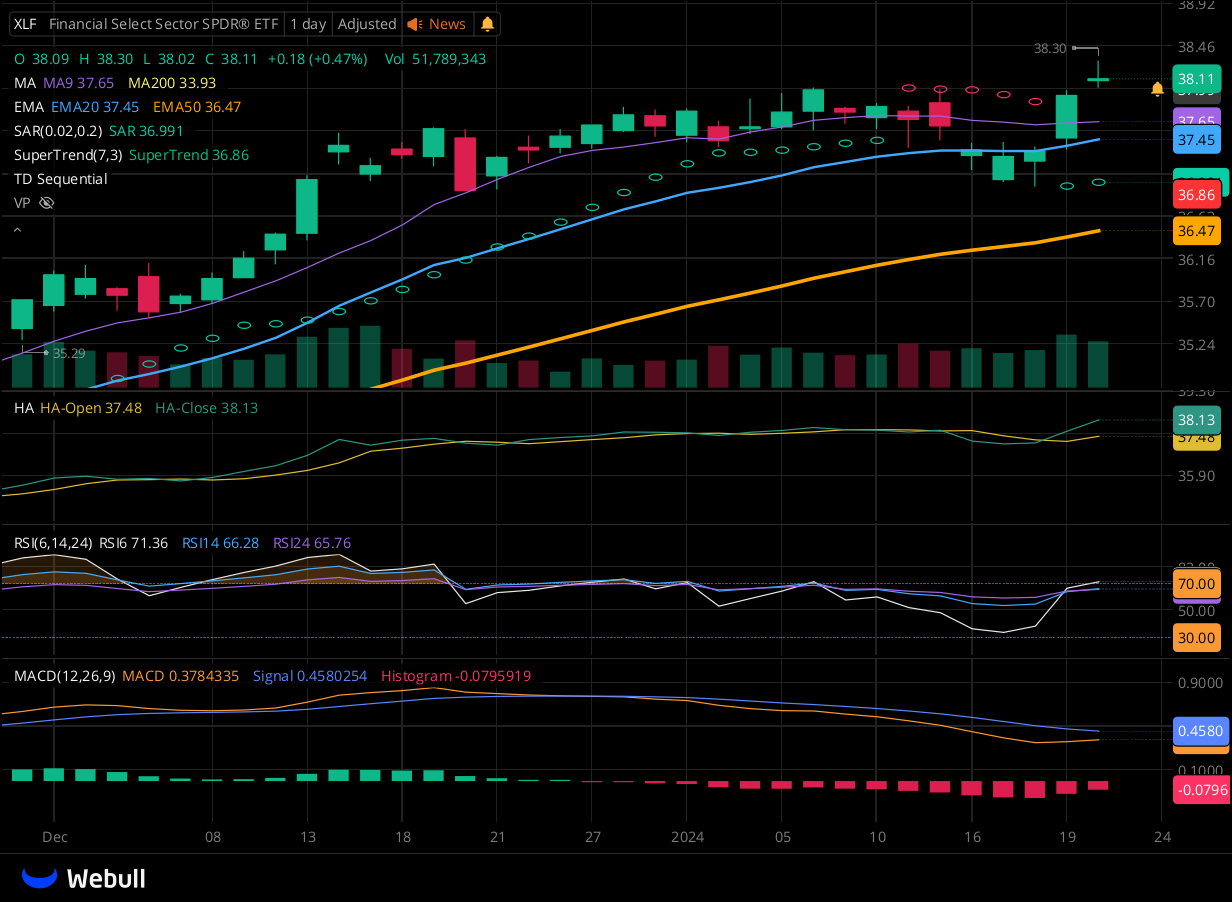 38.92
XLF Financial Select Sector SPDR® ETF 1 day Adjusted News
38.46
38.30
O 38.09 H 38.30 L 38.02 C 38.11 +0.18 (+0.47%) Vol 51,789,343
38.11
MA MA9 37.65 MA200 33.93
EMA EMA20 37.45 EMA50 36.47
37.65
SAR(0.02,0.2) SAR 36.991
37.45
SuperTrend(7,3) SuperTrend 36.86
TD Sequential
36.86
VP
36.47
36.16
35.70
35.24
35.29
HA HA-Open 37.48 HA-Close 38.13
38.13
37.48
35.90
RSI(6,14,24) RSI6 71.36 RSI14 66.28 RSI24 65.76
70.00
50.00
30.00
MACD(12,26,9) MACD 0.3784335 Signal 0.4580254 Histogram -0.0795919
0.9000
0.4580
0.1000
-0.0796
Dec 08 13 18 21 27 2024 05 10 16 19 24
Webull